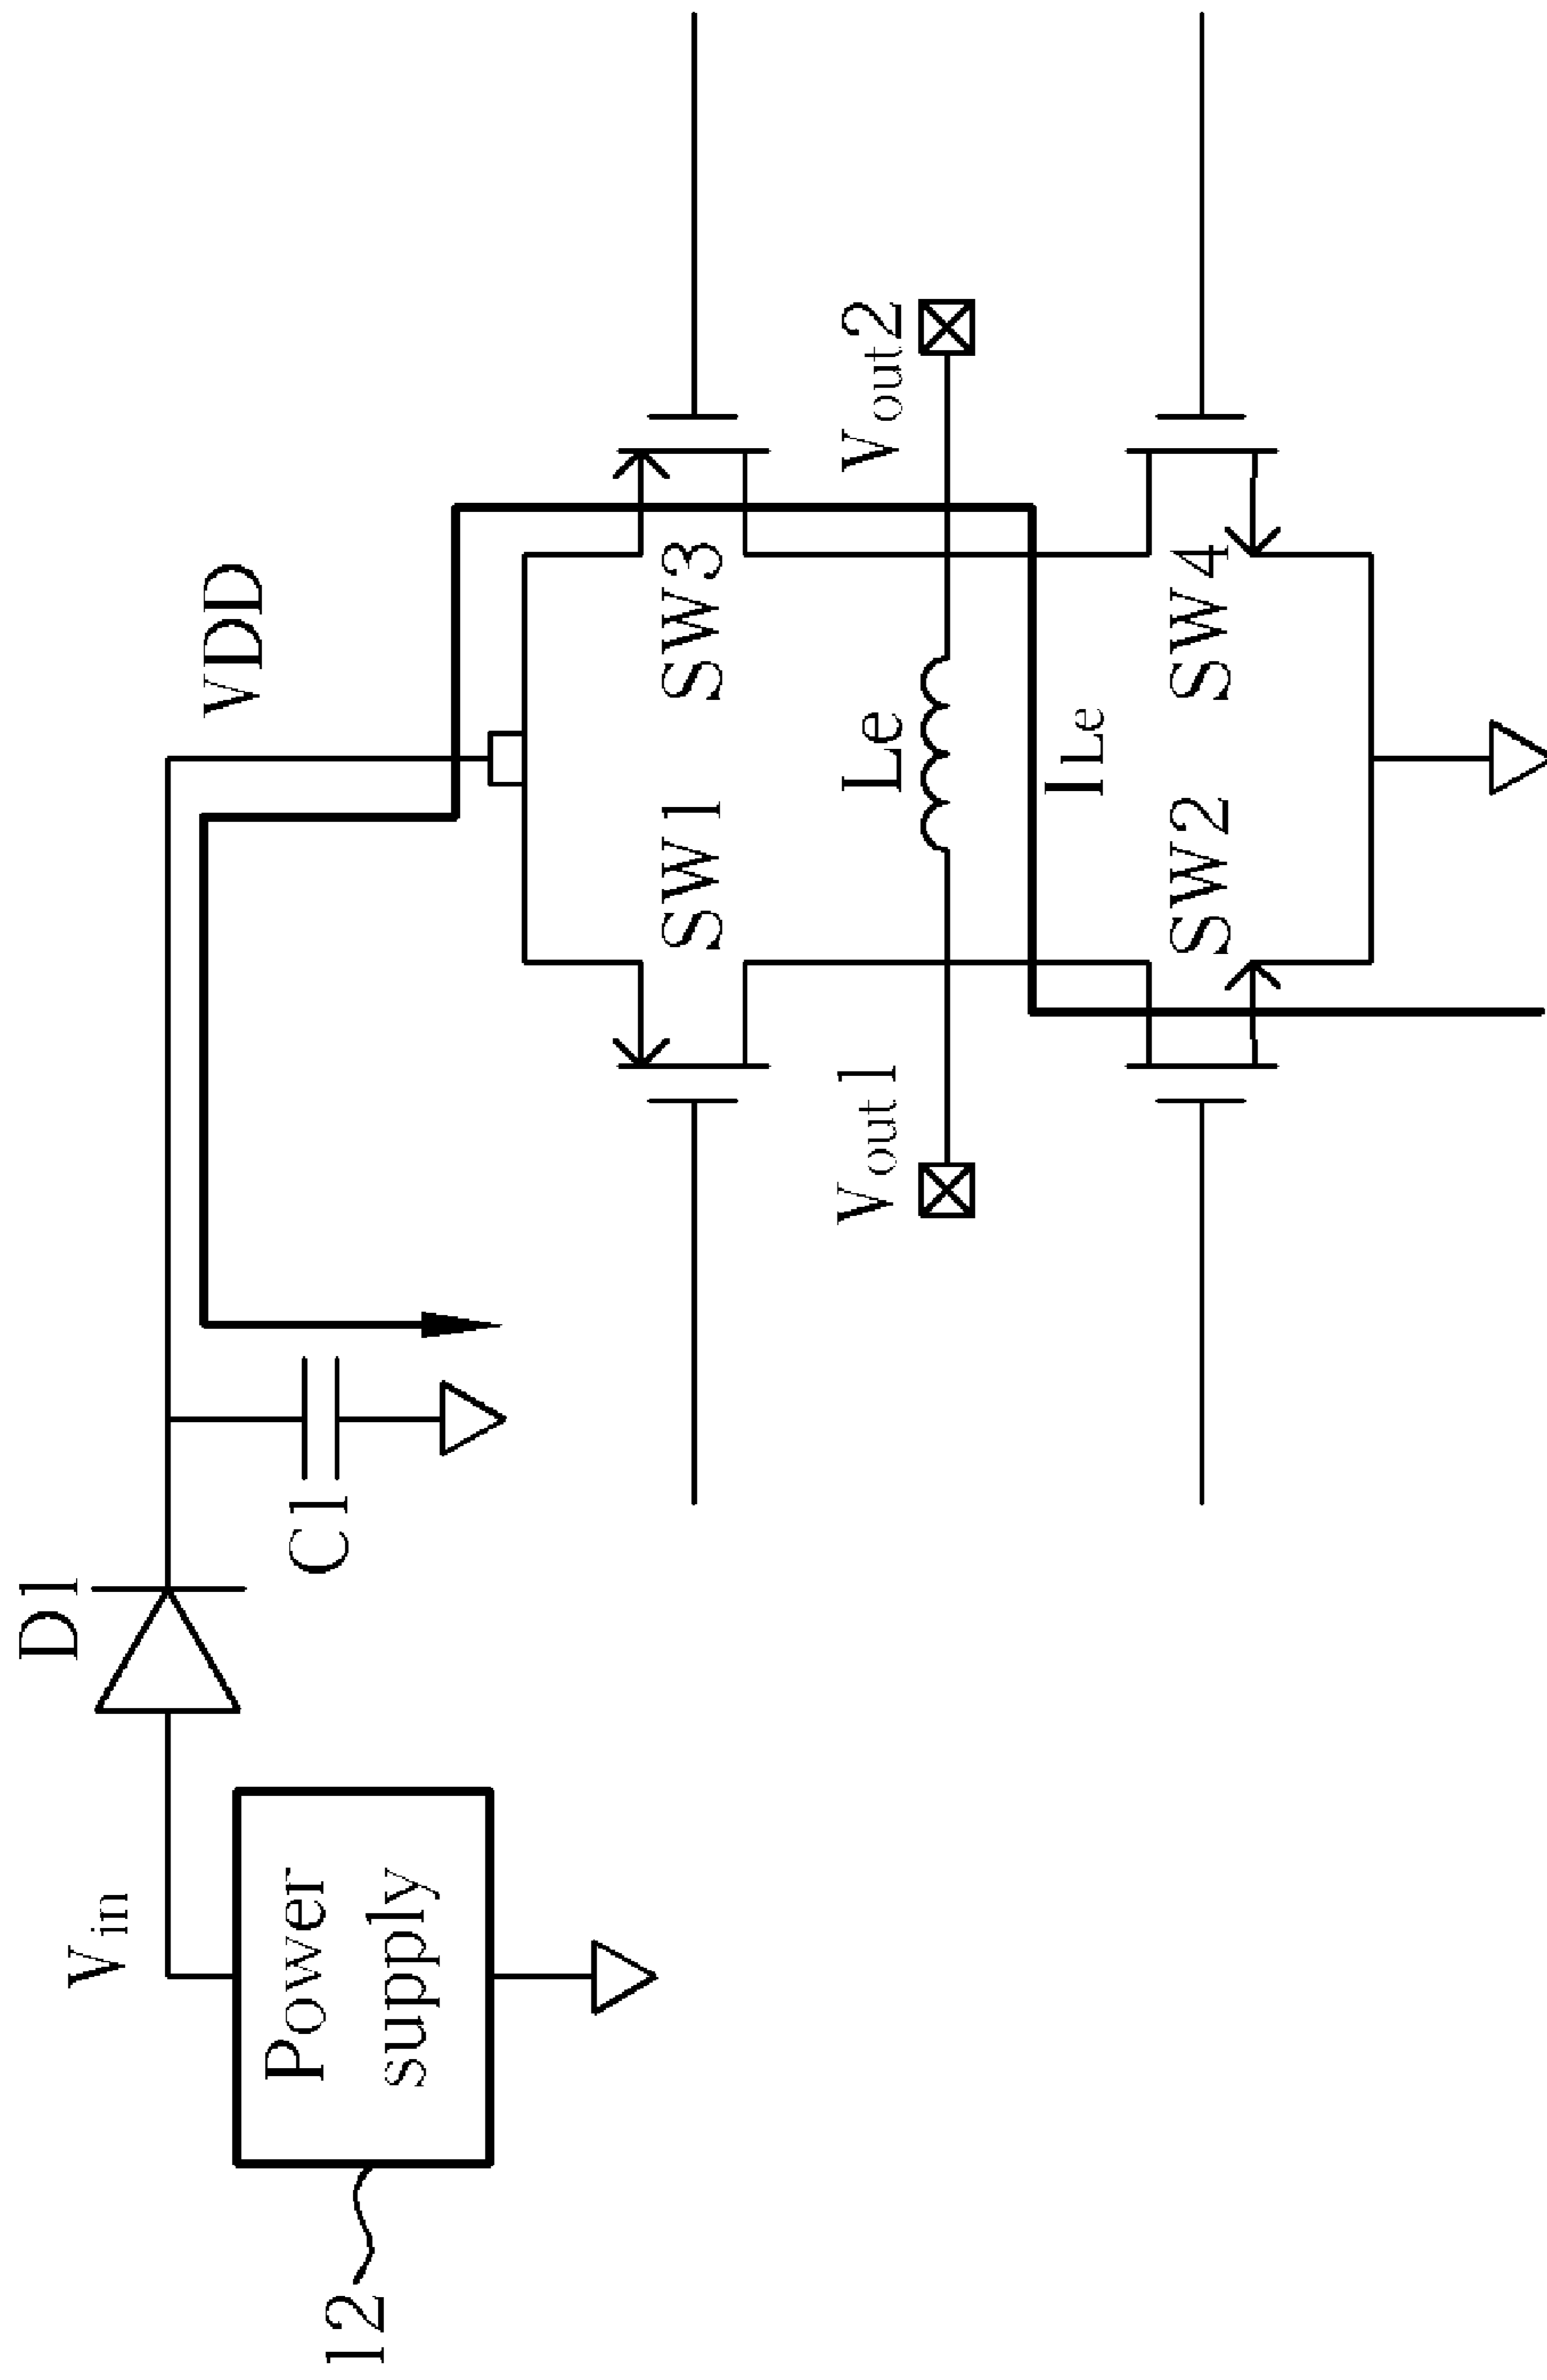 VDD
D1
Vin
C1
Power
supply
12
SW1 SW3
Vout1
Le
Vout2
ILe
SW2 SW4